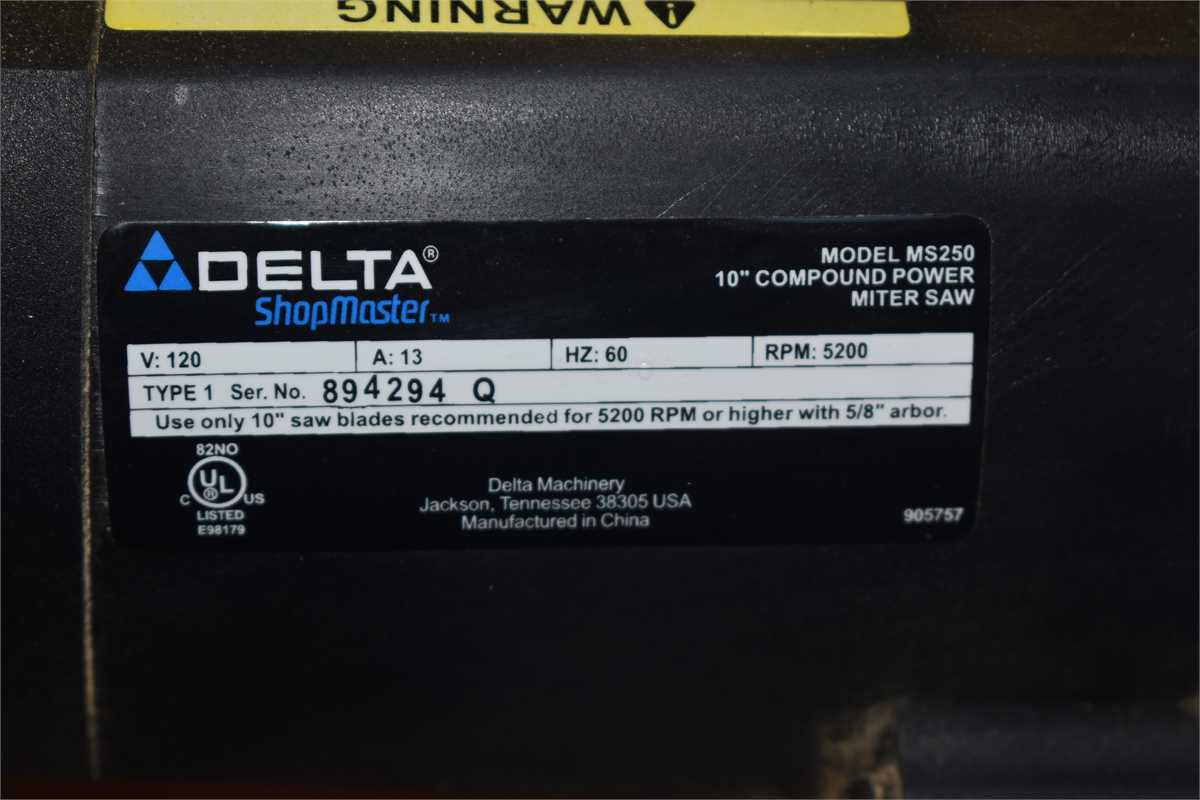 WARNING
DELTA®
ShopMaster™
MODEL MS250
10" COMPOUND POWER
MITER SAW
V: 120 A: 13 HZ: 60 RPM: 5200
TYPE 1 Ser. No. 894294 Q
Use only 10" saw blades recommended for 5200 RPM or higher with 5/8" arbor.
82NO
C UL® US
LISTED
E98179
Delta Machinery
Jackson, Tennessee 38305 USA
Manufactured in China
905757